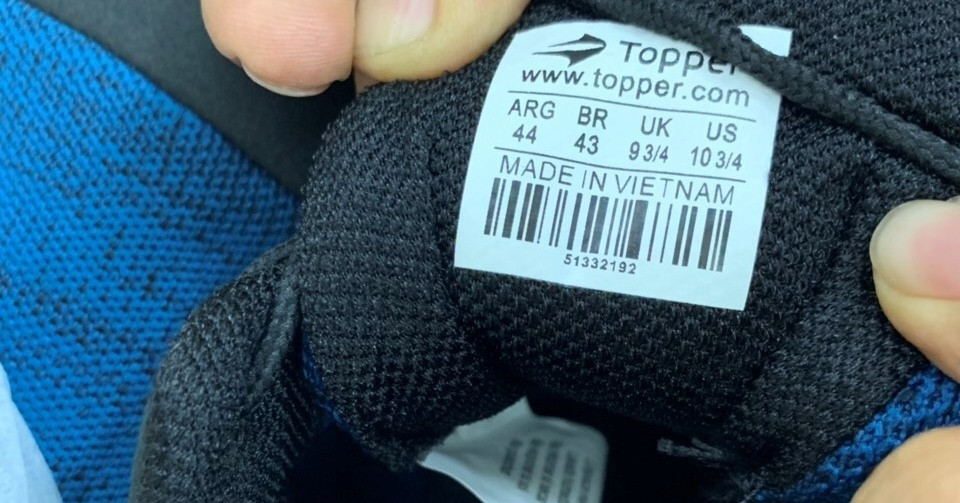 Topper
www.topper.com
ARG BR UK US
44 43 9 3/4 10 3/4
MADE IN VIETNAM
51332192